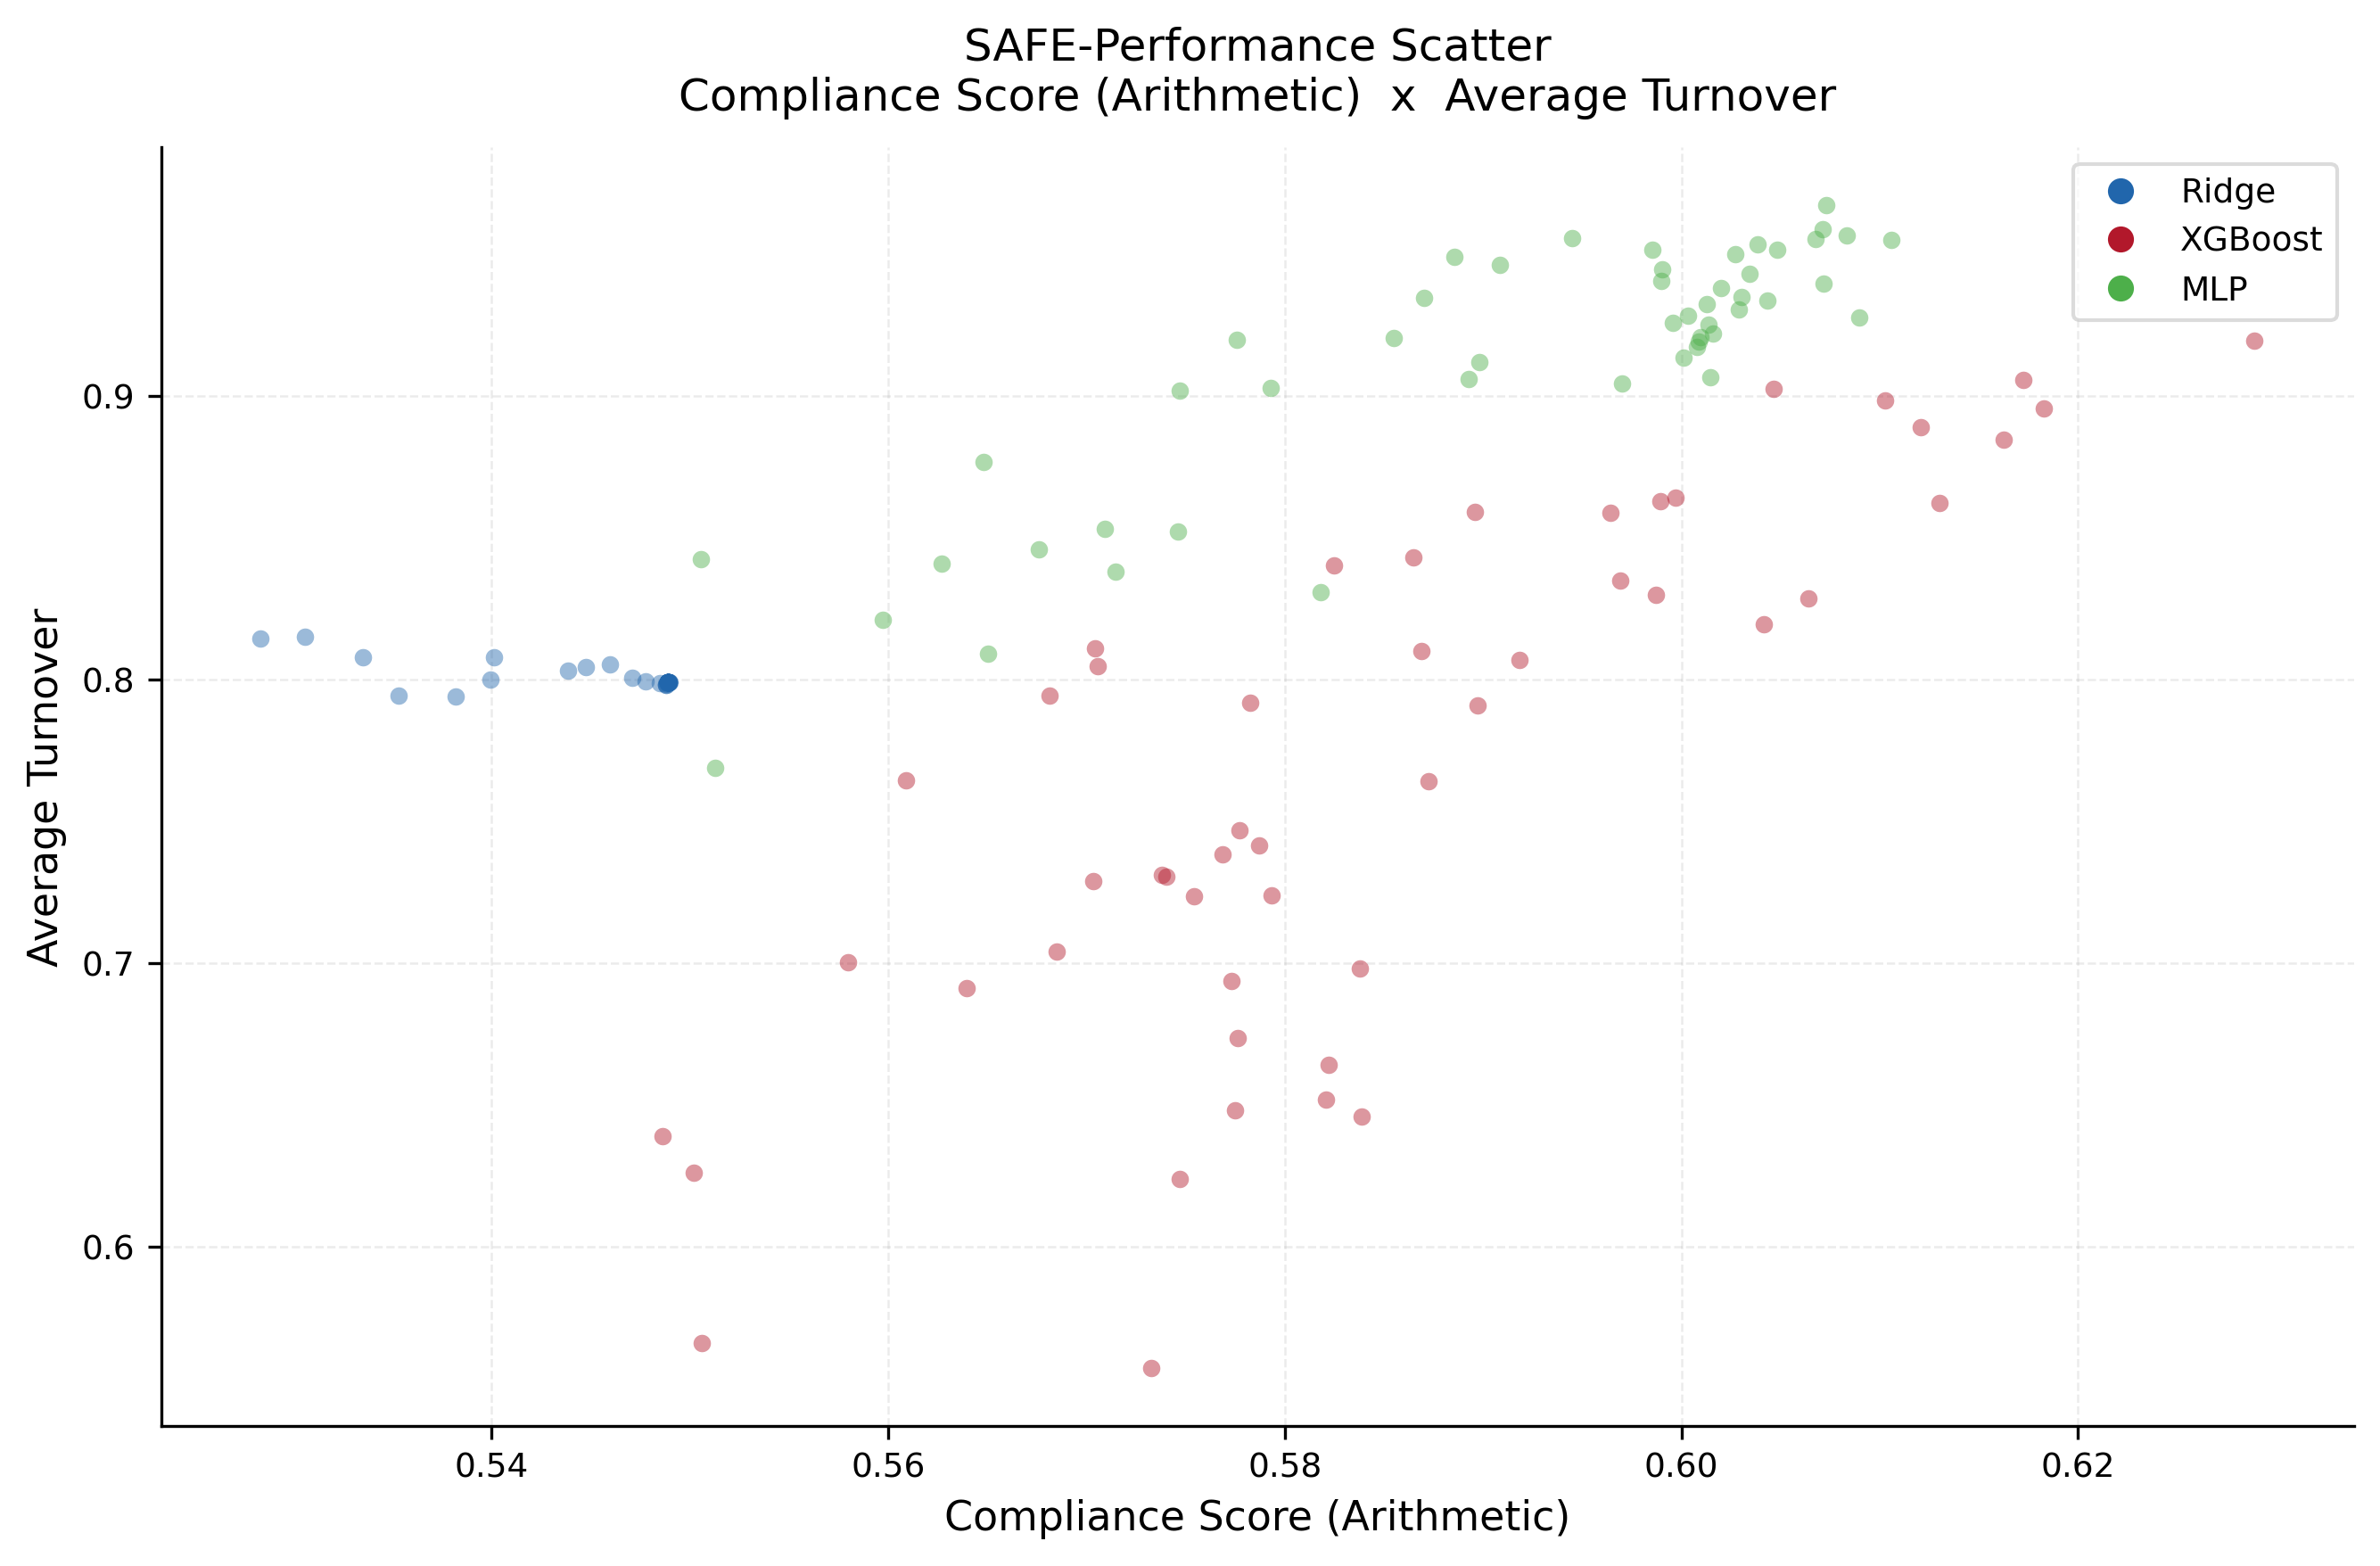 SAFE-Performance Scatter
Compliance Score (Arithmetic) x Average Turnover
Ridge
XGBoost
MLP
Average Turnover
0.9
0.8
0.7
0.6
0.54
0.56
0.58
0.60
0.62
Compliance Score (Arithmetic)